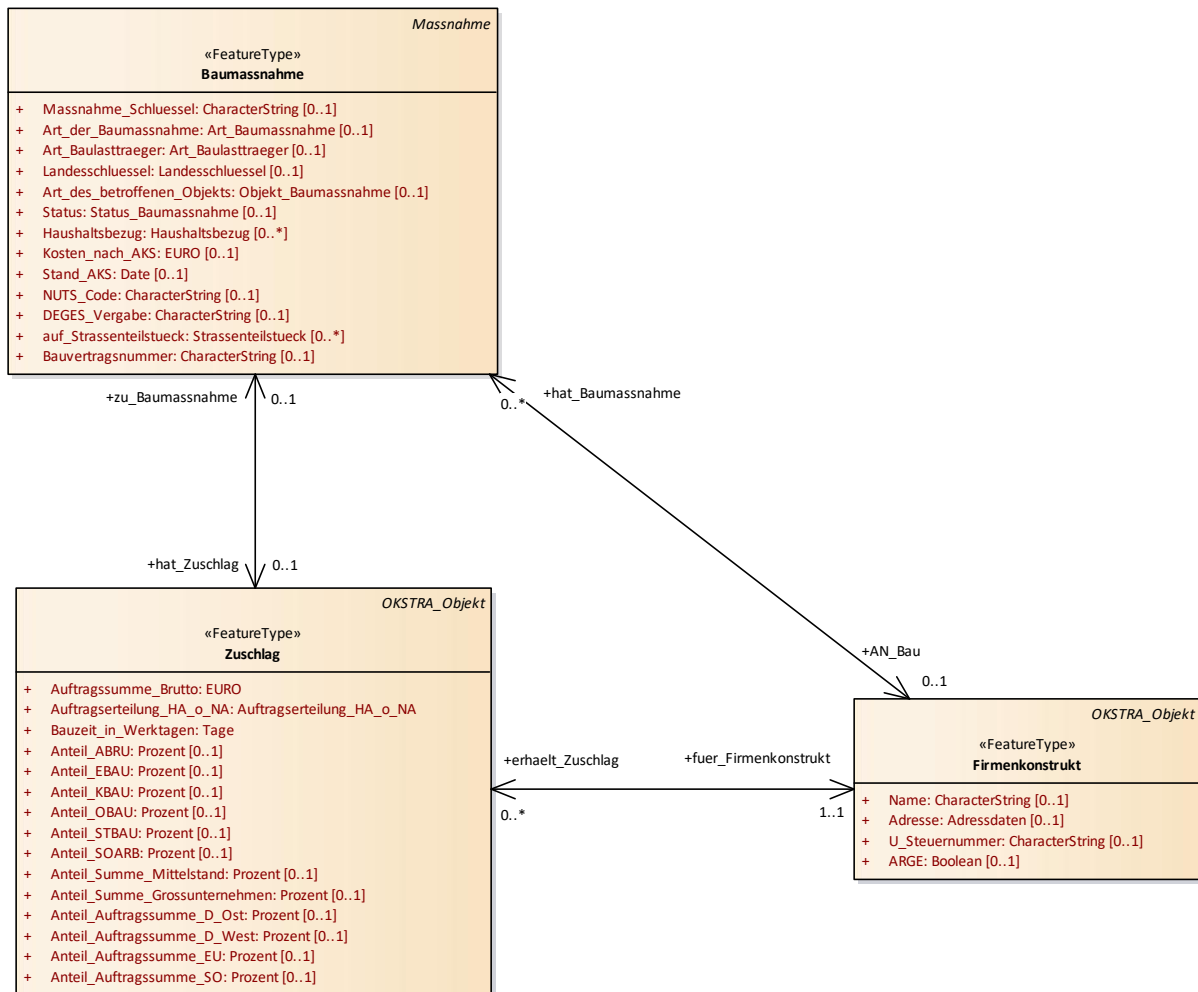 Massnahme
«FeatureType»
Baumassnahme
+ Massnahme_Schluessel: CharacterString [0..1]
+ Art_der_Baumassnahme: Art_Baumassnahme [0..1]
+ Art_Baulasttraeger: Art_Baulasttraeger [0..1]
+ Landesschluessel: Landesschluessel [0..1]
+ Art_des_betroffenen_Objekts: Objekt_Baumassnahme [0..1]
+ Status: Status_Baumassnahme [0..1]
+ Haushaltsbezug: Haushaltsbezug [0..*]
+ Kosten_nach_AKS: EURO [0..1]
+ Stand_AKS: Date [0..1]
+ NUTS_Code: CharacterString [0..1]
+ DEGES_Vergabe: CharacterString [0..1]
+ auf_Strassenteilstueck: Strassenteilstueck [0..*]
+ Bauvertragsnummer: CharacterString [0..1]
+zu_Baumassnahme 0..1
+hat_Baumassnahme
0..*
+hat_Zuschlag 0..1
+AN_Bau
0..1
OKSTRA_Objekt
«FeatureType»
Zuschlag
+ Auftragssumme_Brutto: EURO
+ Auftragserteilung_HA_o_NA: Auftragserteilung_HA_o_NA
+ Bauzeit_in_Werktagen: Tage
+ Anteil_ABRU: Prozent [0..1]
+ Anteil_EBAU: Prozent [0..1]
+ Anteil_KBAU: Prozent [0..1]
+ Anteil_OBAU: Prozent [0..1]
+ Anteil_STBAU: Prozent [0..1]
+ Anteil_SOARB: Prozent [0..1]
+ Anteil_Summe_Mittelstand: Prozent [0..1]
+ Anteil_Summe_Grossunternehmen: Prozent [0..1]
+ Anteil_Auftragssumme_D_Ost: Prozent [0..1]
+ Anteil_Auftragssumme_D_West: Prozent [0..1]
+ Anteil_Auftragssumme_EU: Prozent [0..1]
+ Anteil_Auftragssumme_SO: Prozent [0..1]
+erhaelt_Zuschlag
0..*
+fuer_Firmenkonstrukt
1..1
OKSTRA_Objekt
«FeatureType»
Firmenkonstrukt
+ Name: CharacterString [0..1]
+ Adresse: Adressdaten [0..1]
+ U_Steuernummer: CharacterString [0..1]
+ ARGE: Boolean [0..1]